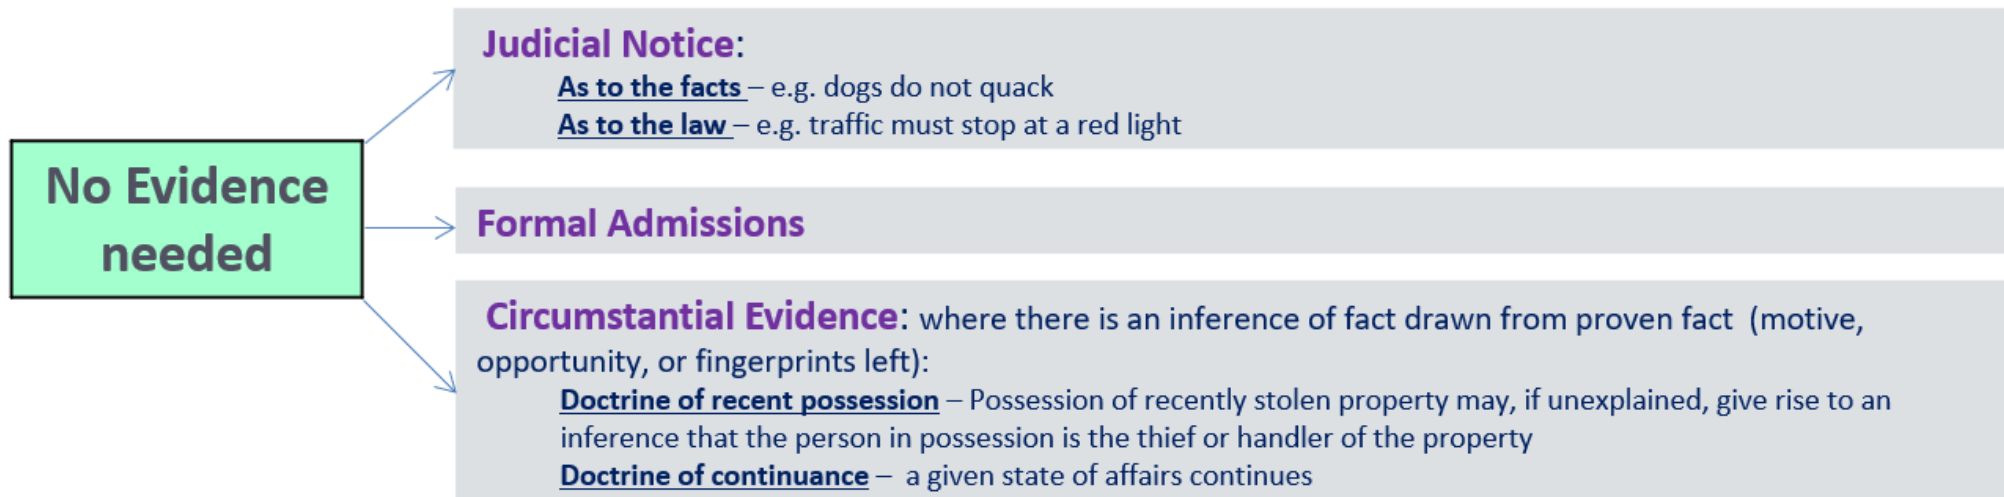 No Evidence
needed
Judicial Notice:
As to the facts – e.g. dogs do not quack
As to the law – e.g. traffic must stop at a red light
Formal Admissions
Circumstantial Evidence: where there is an inference of fact drawn from proven fact (motive,
opportunity, or fingerprints left):
Doctrine of recent possession – Possession of recently stolen property may, if unexplained, give rise to an
inference that the person in possession is the thief or handler of the property
Doctrine of continuance – a given state of affairs continues